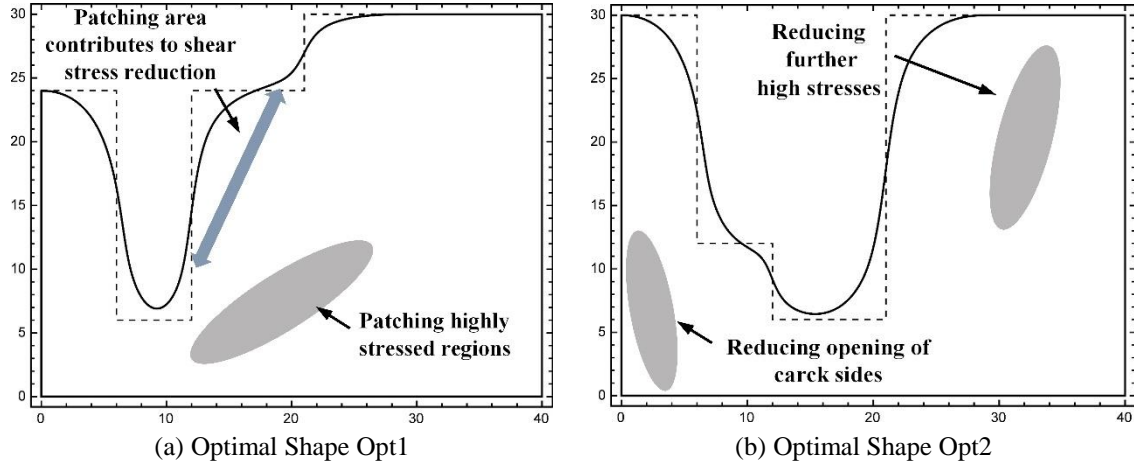 30
25
20
15
10
5
0
Patching area
contributes to shear
stress reduction
Patching highly
stressed regions
0 10 20 30 40
(a) Optimal Shape Opt1
30
25
20
15
10
5
0
Reducing
further
high stresses
Reducing opening of
carck sides
0 10 20 30 40
(b) Optimal Shape Opt2